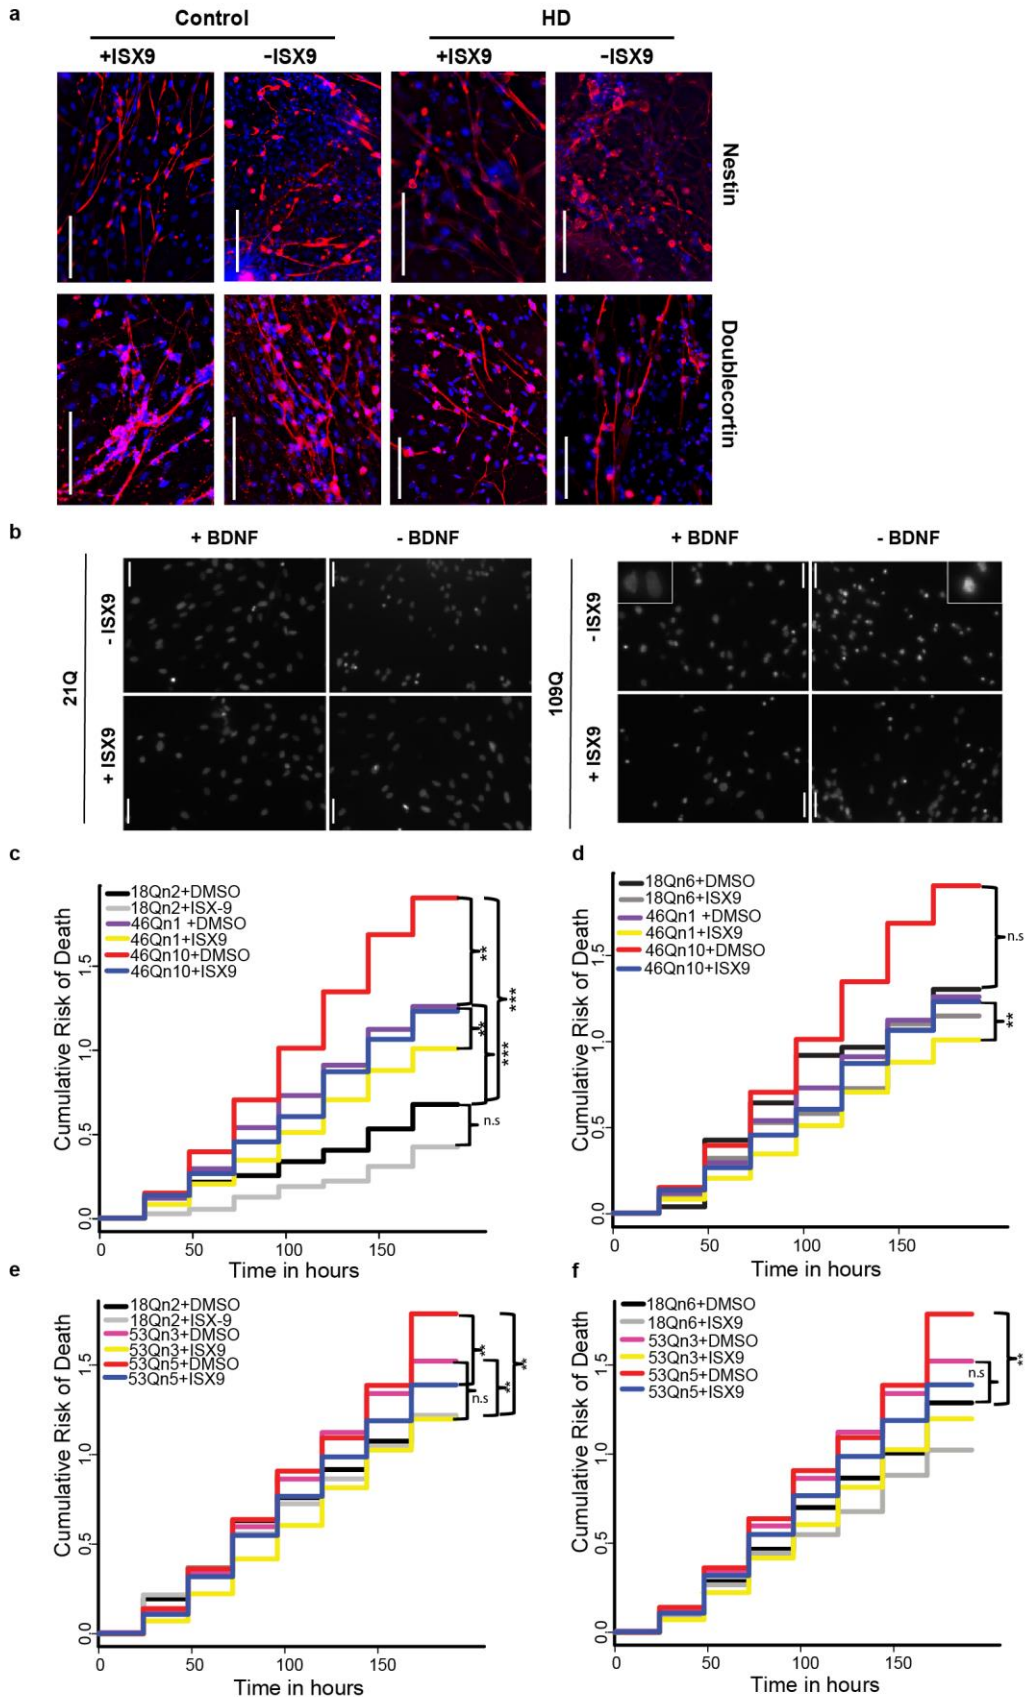 a
Control
HD
+ISX9
-ISX9
+ISX9
-ISX9
Nestin
Doublecortin
b
+ BDNF
- BDNF
+ BDNF
- BDNF
21Q
- ISX9
+ ISX9
109Q
- ISX9
+ ISX9
c
18Qn2+DMSO
18Qn2+ISX-9
46Qn1 +DMSO
46Qn1+ISX9
46Qn10+DMSO
46Qn10+ISX9
Cumulative Risk of Death
1.5
1.0
0.5
0.0
0
50
100
150
Time in hours
**
***
**
***
n.s
d
18Qn6+DMSO
18Qn6+ISX9
46Qn1 +DMSO
46Qn1+ISX9
46Qn10+DMSO
46Qn10+ISX9
Cumulative Risk of Death
1.5
1.0
0.5
0.0
0
50
100
150
Time in hours
n.s
**
e
18Qn2+DMSO
18Qn2+ISX-9
53Qn3+DMSO
53Qn3+ISX9
53Qn5+DMSO
53Qn5+ISX9
Cumulative Risk of Death
1.5
1.0
0.5
0.0
0
50
100
150
Time in hours
**
**
**
n.s
f
18Qn6+DMSO
18Qn6+ISX9
53Qn3+DMSO
53Qn3+ISX9
53Qn5+DMSO
53Qn5+ISX9
Cumulative Risk of Death
1.5
1.0
0.5
0.0
0
50
100
150
Time in hours
n.s
**